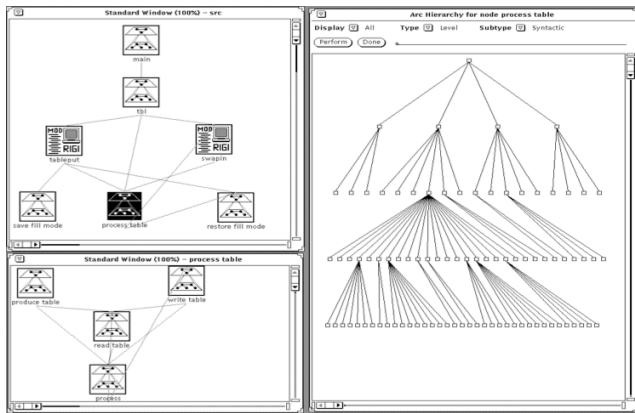 Standard Window (100%) – src
main
tbl
MOD
RIGI
tableput
MOD
RIGI
swapin
save fill mode
process table
restore fill mode
Standard Window (100%) – process table
produce table
write table
read table
process
Arc Hierarchy for node process table
Display All Type Level Subtype Syntactic
Perform Done